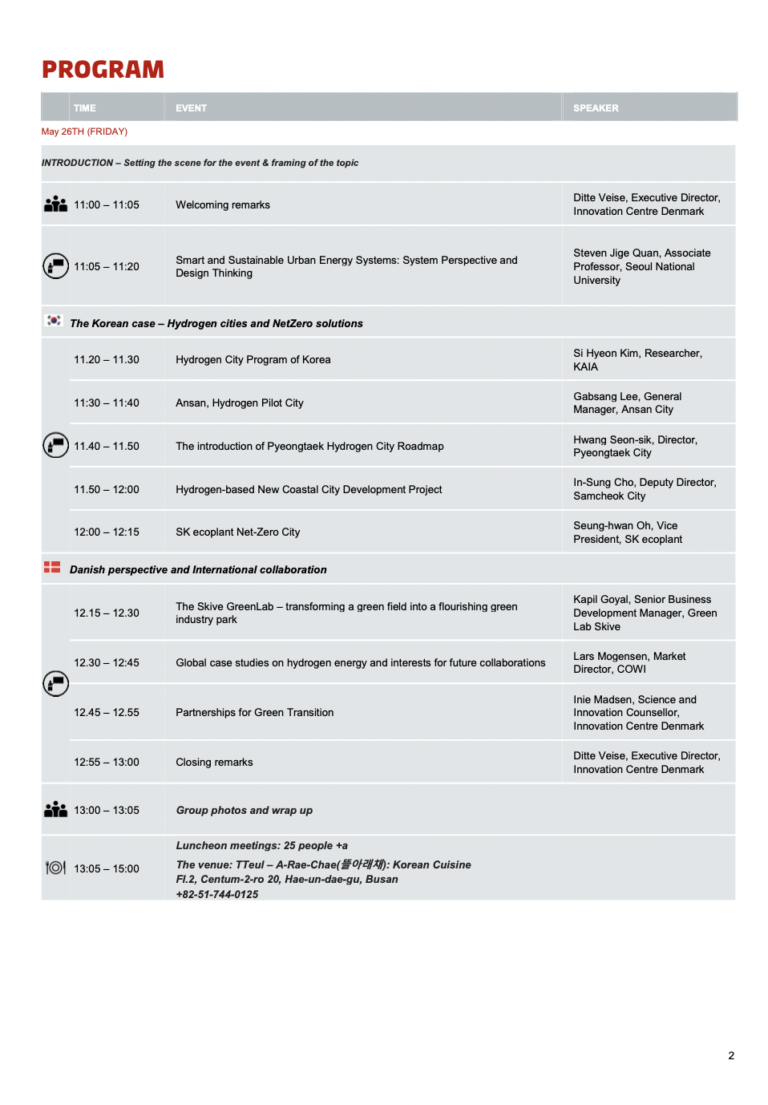 PROGRAM
TIME EVENT SPEAKER
May 26TH (FRIDAY)
INTRODUCTION – Setting the scene for the event & framing of the topic
11:00 – 11:05 Welcoming remarks Ditte Veise, Executive Director,
Innovation Centre Denmark
11:05 – 11:20 Smart and Sustainable Urban Energy Systems: System Perspective and
Design Thinking
Steven Jige Quan, Associate
Professor, Seoul National
University
The Korean case – Hydrogen cities and NetZero solutions
11.20 – 11.30 Hydrogen City Program of Korea Si Hyeon Kim, Researcher,
KAIA
11:30 – 11:40 Ansan, Hydrogen Pilot City Gabsang Lee, General
Manager, Ansan City
11.40 – 11.50 The introduction of Pyeongtaek Hydrogen City Roadmap Hwang Seon-sik, Director,
Pyeongtaek City
11.50 – 12:00 Hydrogen-based New Coastal City Development Project In-Sung Cho, Deputy Director,
Samcheok City
12:00 – 12:15 SK ecoplant Net-Zero City Seung-hwan Oh, Vice
President, SK ecoplant
Danish perspective and International collaboration
12.15 – 12.30 The Skive GreenLab – transforming a green field into a flourishing green
industry park
Kapil Goyal, Senior Business
Development Manager, Green
Lab Skive
12.30 – 12:45 Global case studies on hydrogen energy and interests for future collaborations Lars Mogensen, Market
Director, COWI
12.45 – 12.55 Partnerships for Green Transition Inie Madsen, Science and
Innovation Counsellor,
Innovation Centre Denmark
12:55 – 13:00 Closing remarks Ditte Veise, Executive Director,
Innovation Centre Denmark
13:00 – 13:05 Group photos and wrap up
13:05 – 15:00 Luncheon meetings: 25 people +a
The venue: TTeul – A-Rae-Chae(뜰아래채): Korean Cuisine
Fl.2, Centum-2-ro 20, Hae-un-dae-gu, Busan
+82-51-744-0125
2